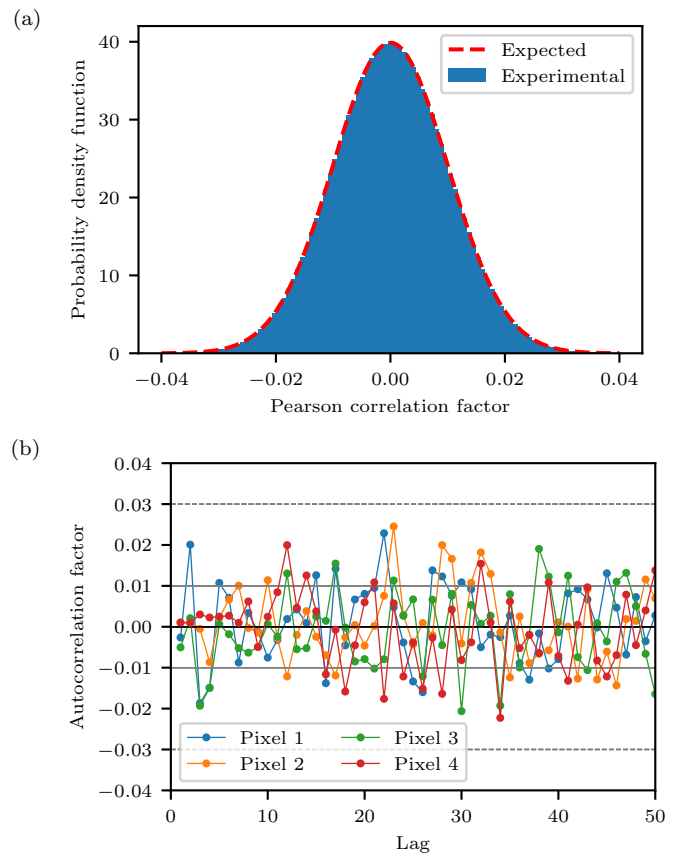 (a)
Probability density function
40
30
20
10
0
Expected
Experimental
−0.04
−0.02
0.00
0.02
0.04
Pearson correlation factor
(b)
Autocorrelation factor
0.04
0.03
0.02
0.01
0.00
−0.01
−0.02
−0.03
−0.04
Pixel 1
Pixel 2
Pixel 3
Pixel 4
0
10
20
30
40
50
Lag